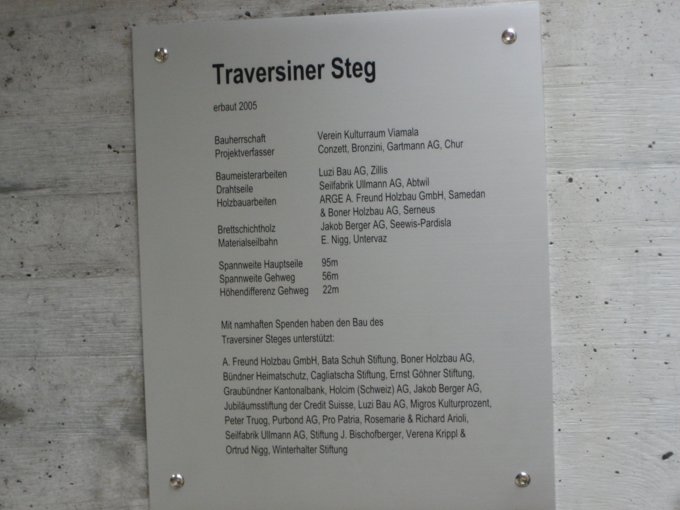 Traversiner Steg
erbaut 2005
Bauherrschaft Verein Kulturraum Viamala
Projektverfasser Conzett, Bronzini, Gartmann AG, Chur
Baumeisterarbeiten Luzi Bau AG, Zillis
Drahtseile Seilfabrik Ullmann AG, Abtwil
Holzbauarbeiten ARGE A. Freund Holzbau GmbH, Samedan
& Boner Holzbau AG, Serneus
Brettschichtholz Jakob Berger AG, Seewis-Pardisla
Materialseilbahn E. Nigg, Untervaz
Spannweite Hauptseile 95m
Spannweite Gehweg 56m
Höhendifferenz Gehweg 22m
Mit namhaften Spenden haben den Bau des
Traversiner Steges unterstützt:
A. Freund Holzbau GmbH, Bata Schuh Stiftung, Boner Holzbau AG,
Bündner Heimatschutz, Cagliatscha Stiftung, Ernst Göhner Stiftung,
Graubündner Kantonalbank, Holcim (Schweiz) AG, Jakob Berger AG,
Jubiläumsstiftung der Credit Suisse, Luzi Bau AG, Migros Kulturprozent,
Peter Truog, Purbond AG, Pro Patria, Rosemarie & Richard Arioli,
Seilfabrik Ullmann AG, Stiftung J. Bischofberger, Verena Krippl &
Ortrud Nigg, Winterhalter Stiftung